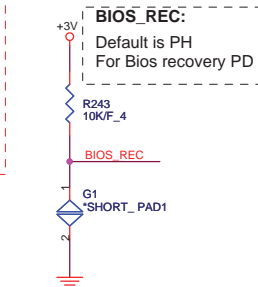 +3V
BIOS_REC:
Default is PH
For Bios recovery PD
R243
10K/F_4
BIOS_REC
1
G1
*SHORT_ PAD1
2